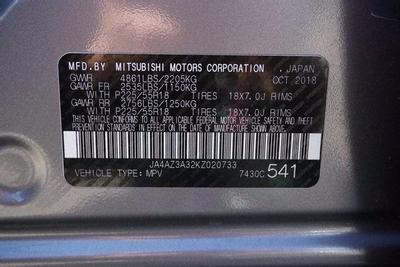 MFD.BY MITSUBISHI MOTORS CORPORATION , JAPAN
GVWR 4861LBS/2205KG OCT.2018
GAWR FR 2535LBS/1150KG
WITH P225/55R18 TIRES 18X7.0J RIMS
GAWR RR 2756LBS/1250KG
WITH P225/55R18 TIRES 18X7.0J RIMS
THIS VEHICLE CONFORMS TO ALL APPLICABLE
FEDERAL MOTOR VEHICLE SAFETY AND THEFT
PREVENTION STANDARDS IN EFFECT ON THE DATE
OF MANUFACTURE SHOWN ABOVE.
JA4AZ3A32KZ020733
VEHICLE TYPE: MPV 7430C 541